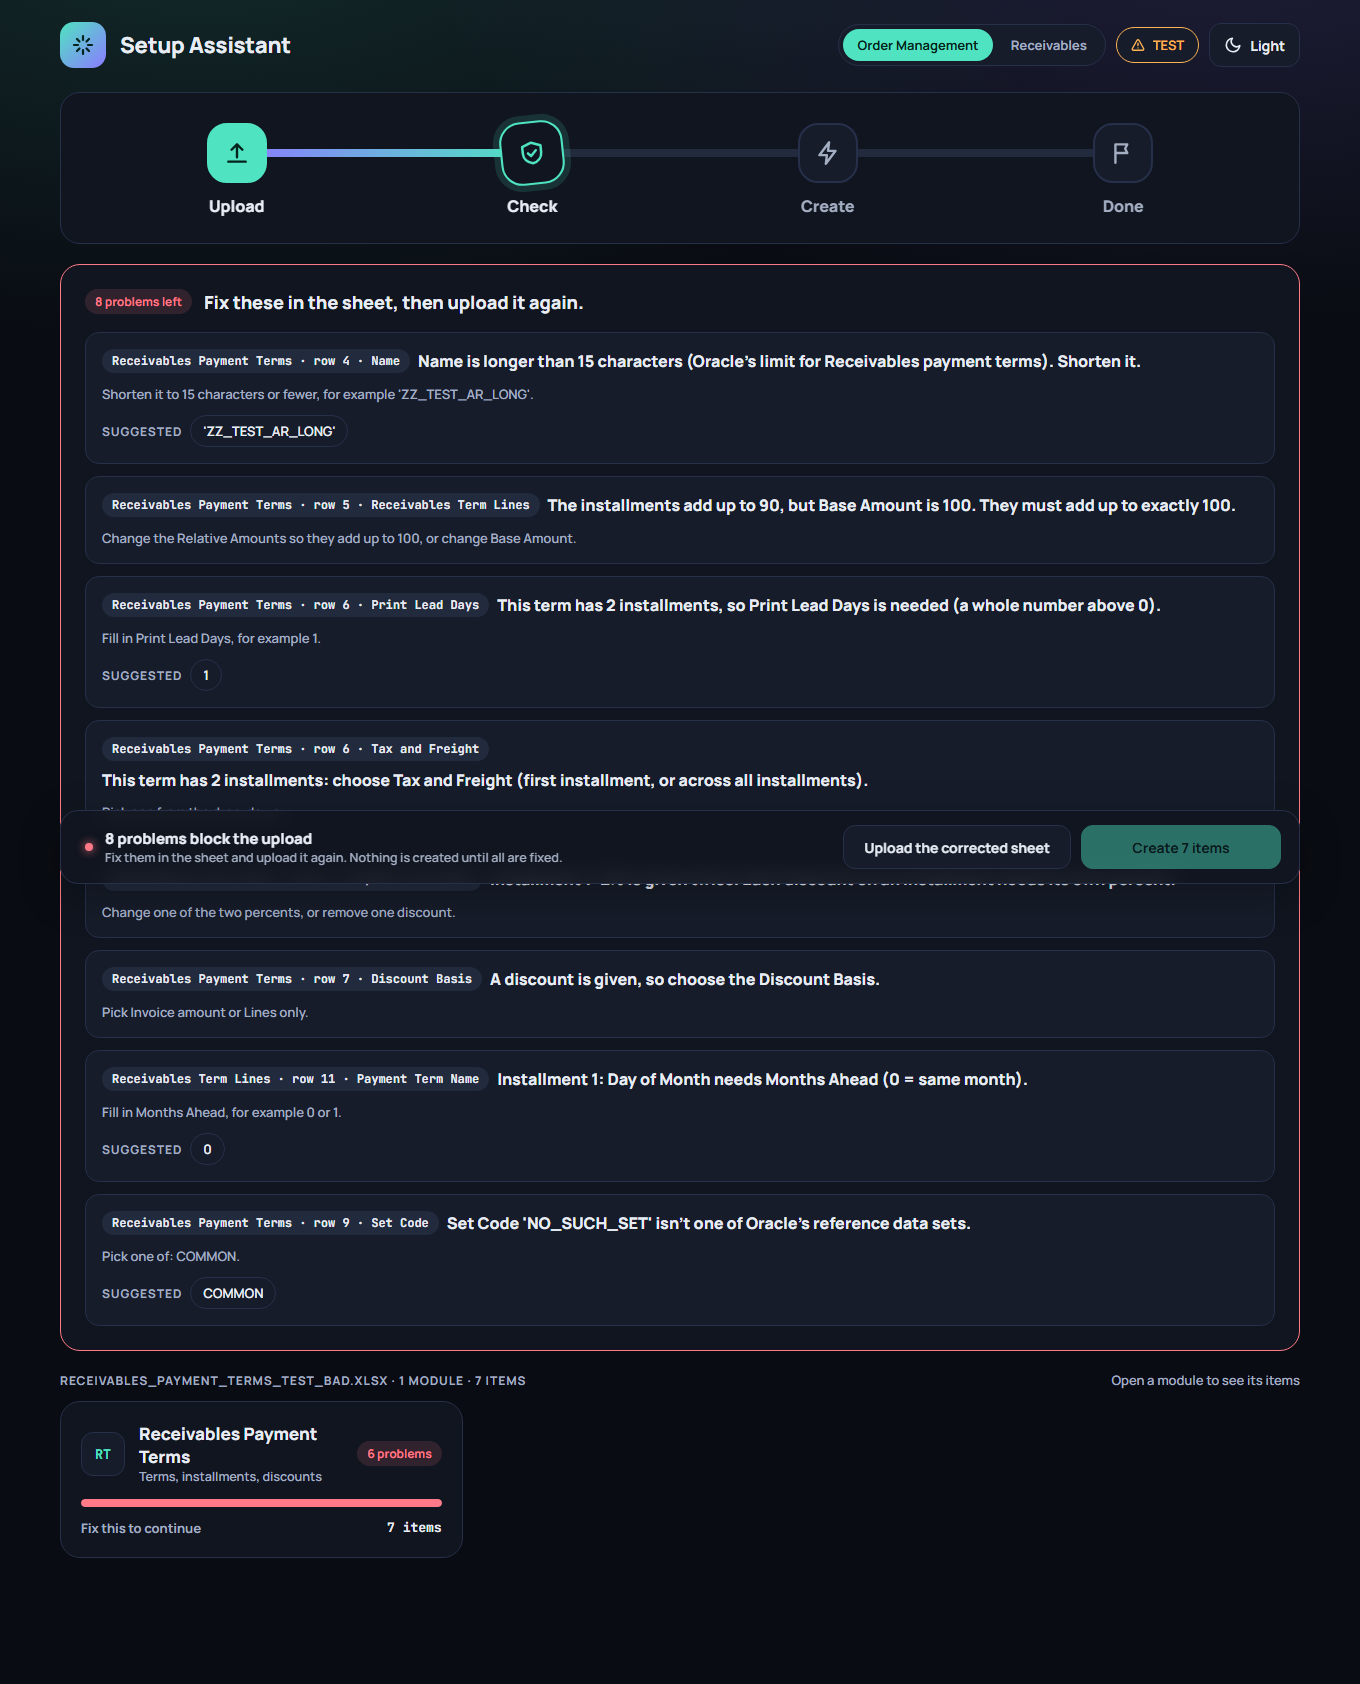 Setup Assistant
Order Management
Receivables
TEST
Light
Upload
Check
Create
Done
8 problems left
Fix these in the sheet, then upload it again.
Receivables Payment Terms · row 4 · Name
Name is longer than 15 characters (Oracle's limit for Receivables payment terms). Shorten it.
Shorten it to 15 characters or fewer, for example 'ZZ_TEST_AR_LONG'.
SUGGESTED
'ZZ_TEST_AR_LONG'
Receivables Payment Terms · row 5 · Receivables Term Lines
The installments add up to 90, but Base Amount is 100. They must add up to exactly 100.
Change the Relative Amounts so they add up to 100, or change Base Amount.
Receivables Payment Terms · row 6 · Print Lead Days
This term has 2 installments, so Print Lead Days is needed (a whole number above 0).
Fill in Print Lead Days, for example 1.
SUGGESTED
1
Receivables Payment Terms · row 6 · Tax and Freight
This term has 2 installments: choose Tax and Freight (first installment, or across all installments).
8 problems block the upload
Fix them in the sheet and upload it again. Nothing is created until all are fixed.
Upload the corrected sheet
Create 7 items
Change one of the two percents, or remove one discount.
Receivables Payment Terms · row 7 · Discount Basis
A discount is given, so choose the Discount Basis.
Pick Invoice amount or Lines only.
Receivables Term Lines · row 11 · Payment Term Name
Installment 1: Day of Month needs Months Ahead (0 = same month).
Fill in Months Ahead, for example 0 or 1.
SUGGESTED
0
Receivables Payment Terms · row 9 · Set Code
Set Code 'NO_SUCH_SET' isn't one of Oracle's reference data sets.
Pick one of: COMMON.
SUGGESTED
COMMON
RECEIVABLES_PAYMENT_TERMS_TEST_BAD.XLSX · 1 MODULE · 7 ITEMS
Open a module to see its items
RT
Receivables Payment
Terms
Terms, installments, discounts
6 problems
Fix this to continue
7 items